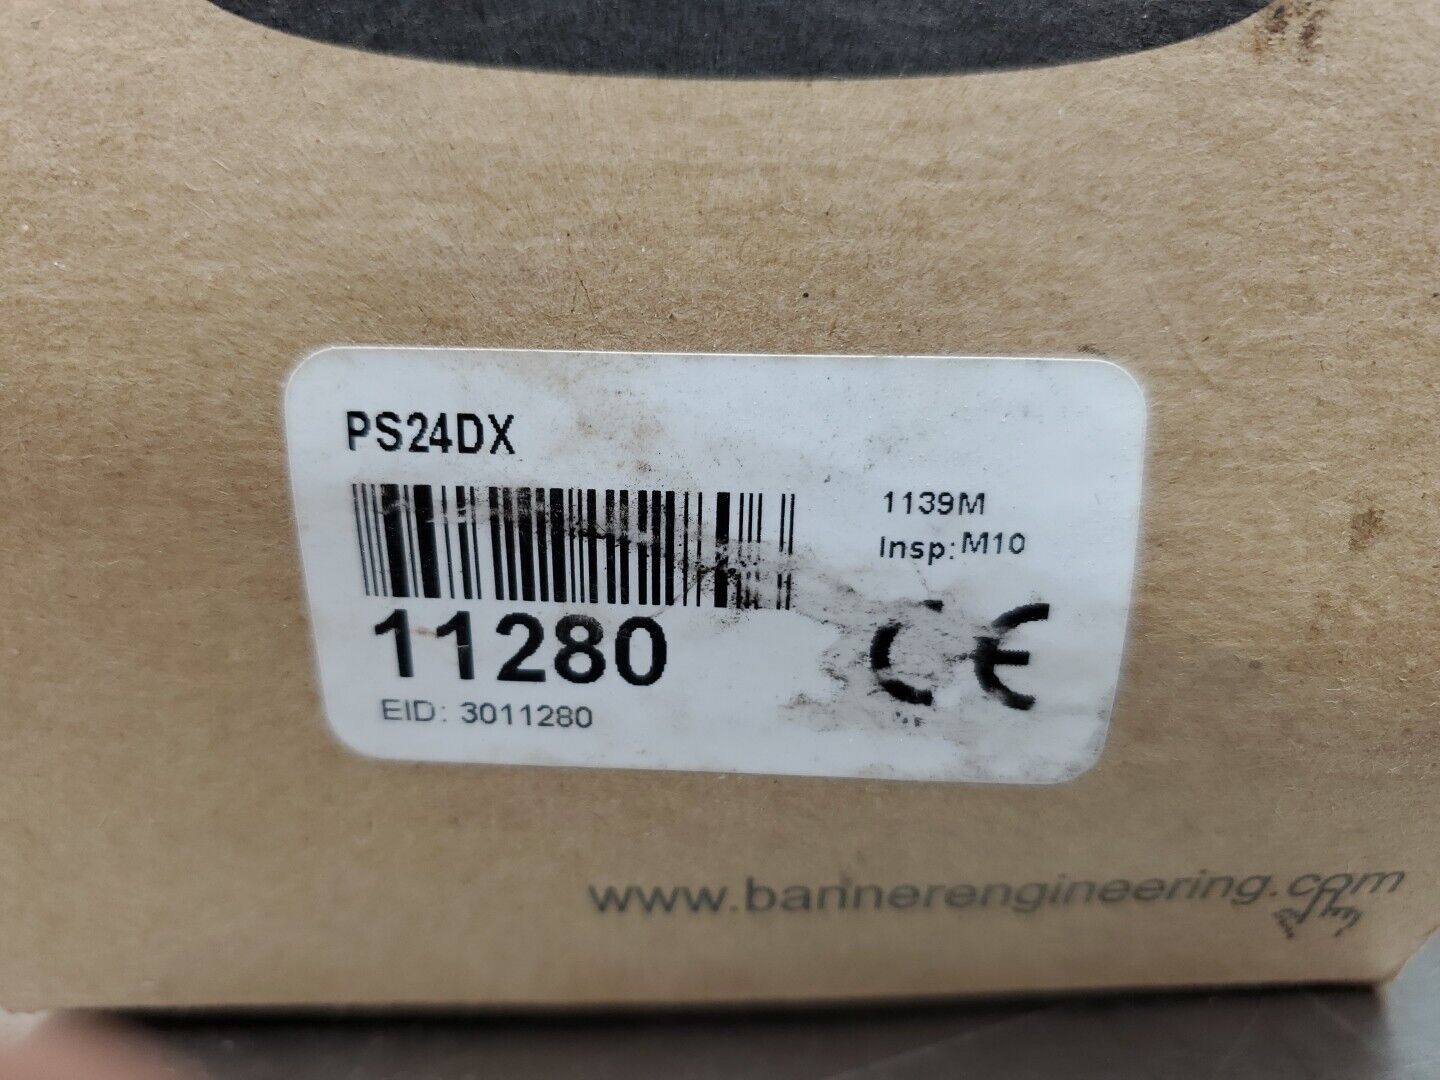 PS24DX
1139M
Insp: M10
11280
EID: 3011280
CE
www.bannerengineering.com